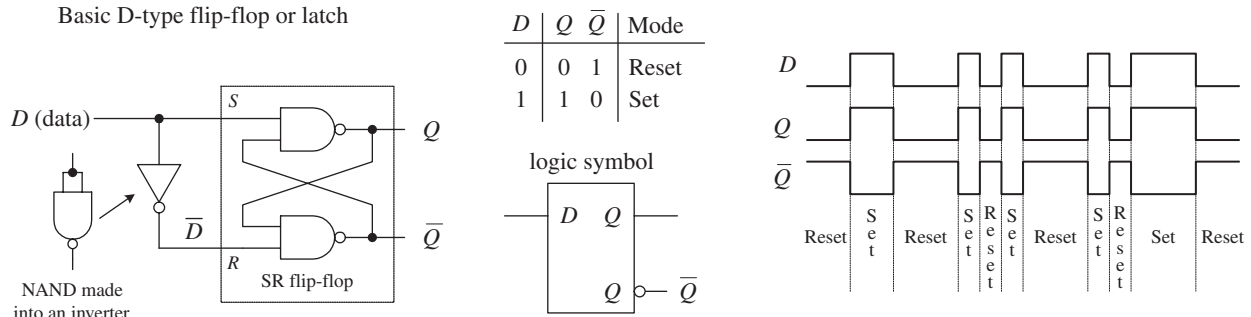 Basic D-type flip-flop or latch
D (data)
D̅
NAND made
into an inverter
S
R
SR flip-flop
Q
Q̅
D Q Q̅ Mode
0 0 1 Reset
1 1 0 Set
logic symbol
D Q
Q Q̅
D
Q
Q̅
Reset Set Reset Set Reset Set Reset Set Reset Set Reset